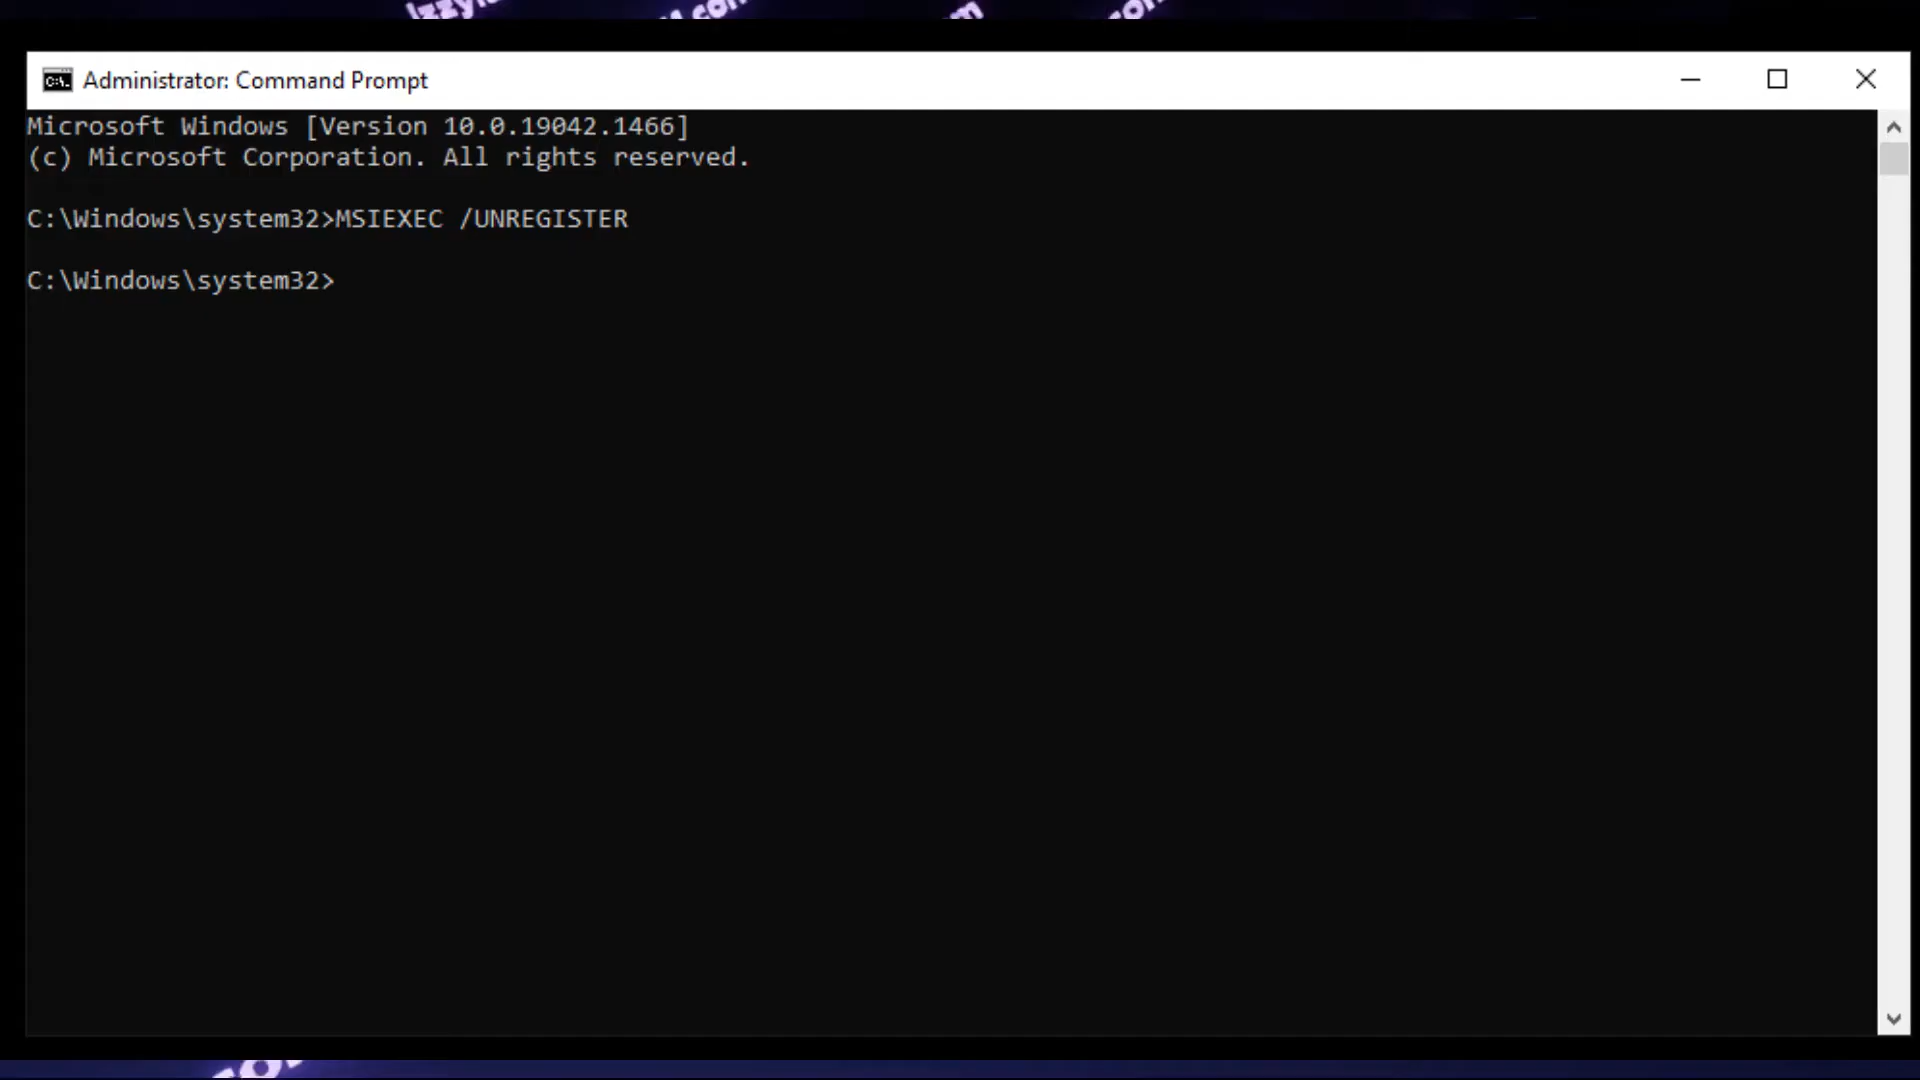 Administrator: Command Prompt
Microsoft Windows [Version 10.0.19042.1466]
(c) Microsoft Corporation. All rights reserved.
C:\Windows\system32>MSIEXEC /UNREGISTER
C:\Windows\system32>